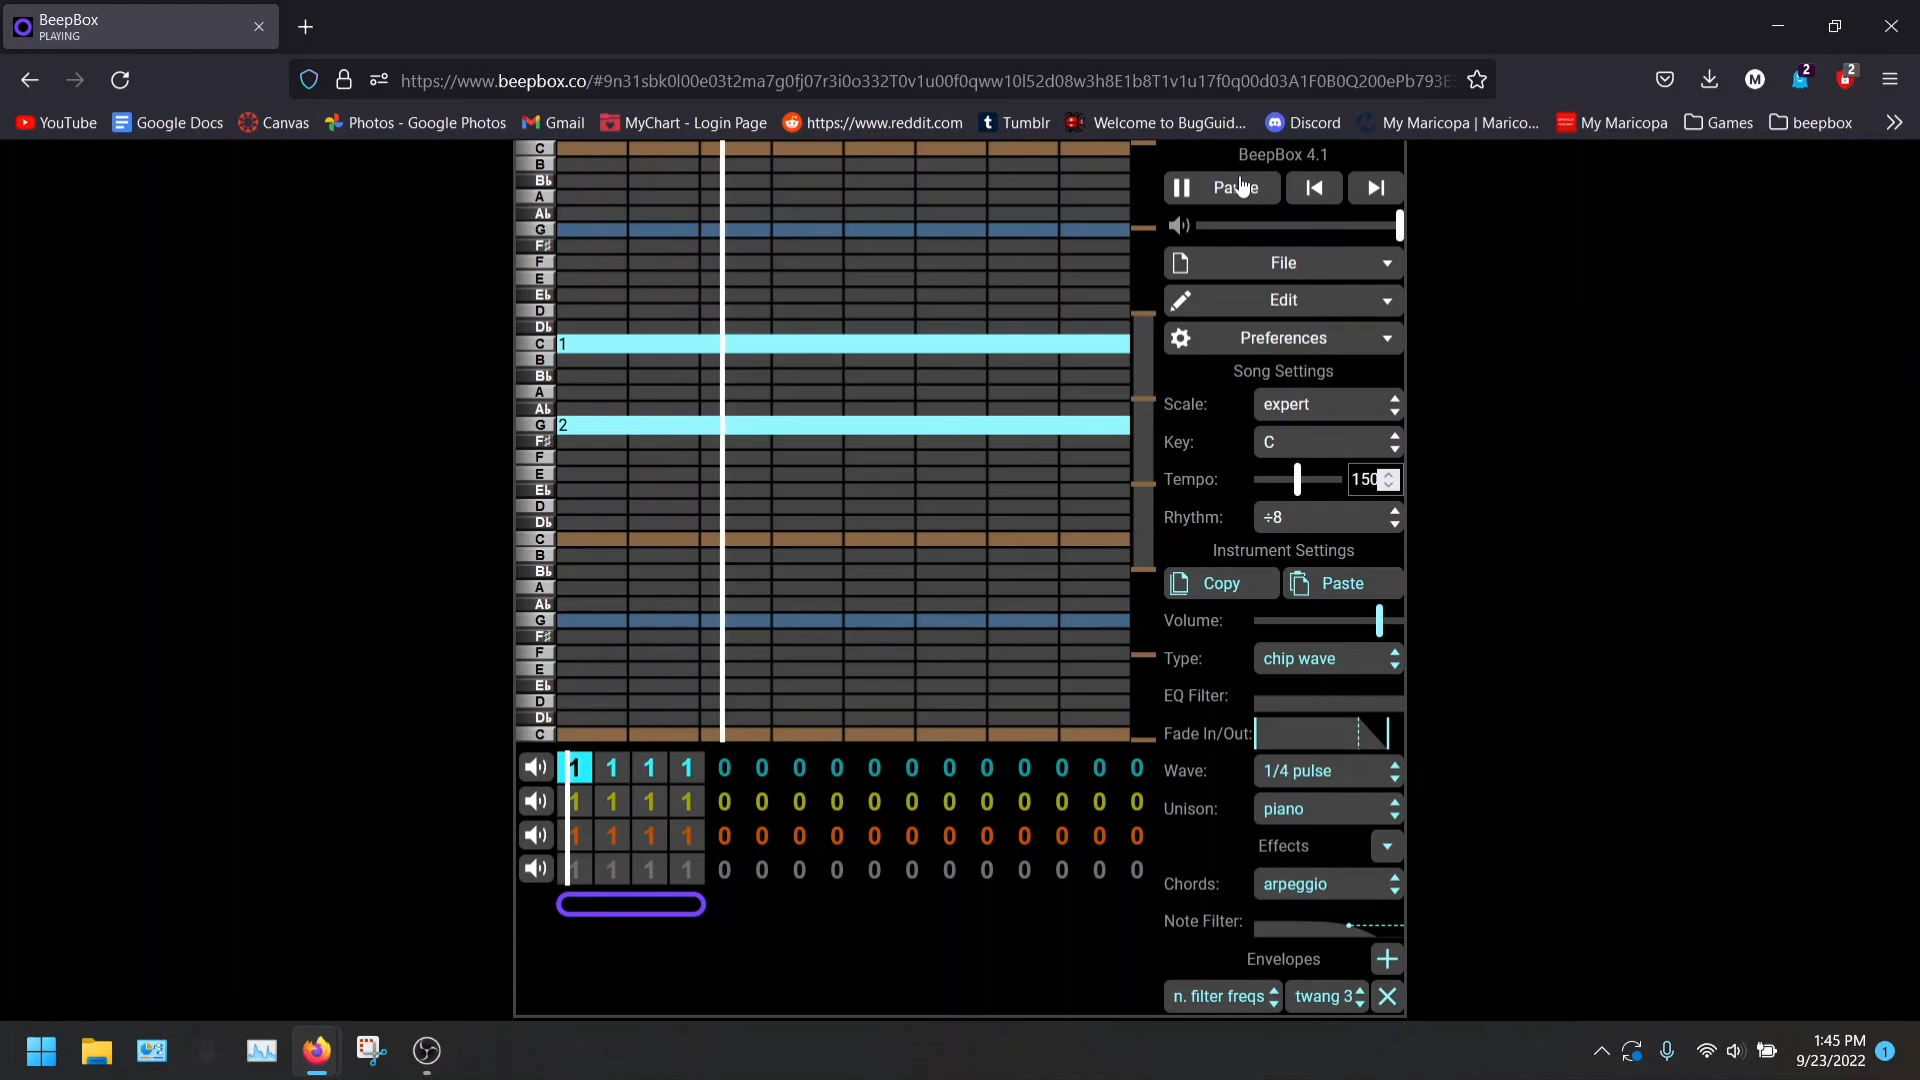 BeepBox
PLAYING
https://www.beepbox.co/#9n31sbk0l00e03t2ma7g0fj07r3i0o332T0v1u00f0qww10l52d08w3h8E1b8T1v1u17f0q00d03A1F0B0Q200ePb793E
2
2
YouTube Google Docs Canvas Photos - Google Photos Gmail MyChart - Login Page https://www.reddit.com Tumblr Welcome to BugGuid... Discord My Maricopa | Marico... My Maricopa Games beepbox
C
B
B♭
A
A♭
G
F♯
F
E
E♭
D
D♭
C 1
B
B♭
A
A♭
G 2
F♯
F
E
E♭
D
D♭
C
B
B♭
A
A♭
G
F♯
F
E
E♭
D
D♭
C
BeepBox 4.1
Pause
File
Edit
Preferences
Song Settings
Scale: expert
Key: C
Tempo: 150
Rhythm: ÷8
Instrument Settings
Copy Paste
Volume:
Type: chip wave
EQ Filter:
Fade In/Out:
Wave: 1/4 pulse
Unison: piano
Effects
Chords: arpeggio
Note Filter:
Envelopes
n. filter freqs twang 3
1 1 1 1 0 0 0 0 0 0 0 0 0 0 0 0
1 1 1 1 0 0 0 0 0 0 0 0 0 0 0 0
1 1 1 1 0 0 0 0 0 0 0 0 0 0 0 0
1 1 1 1 0 0 0 0 0 0 0 0 0 0 0 0
1:45 PM
9/23/2022
1